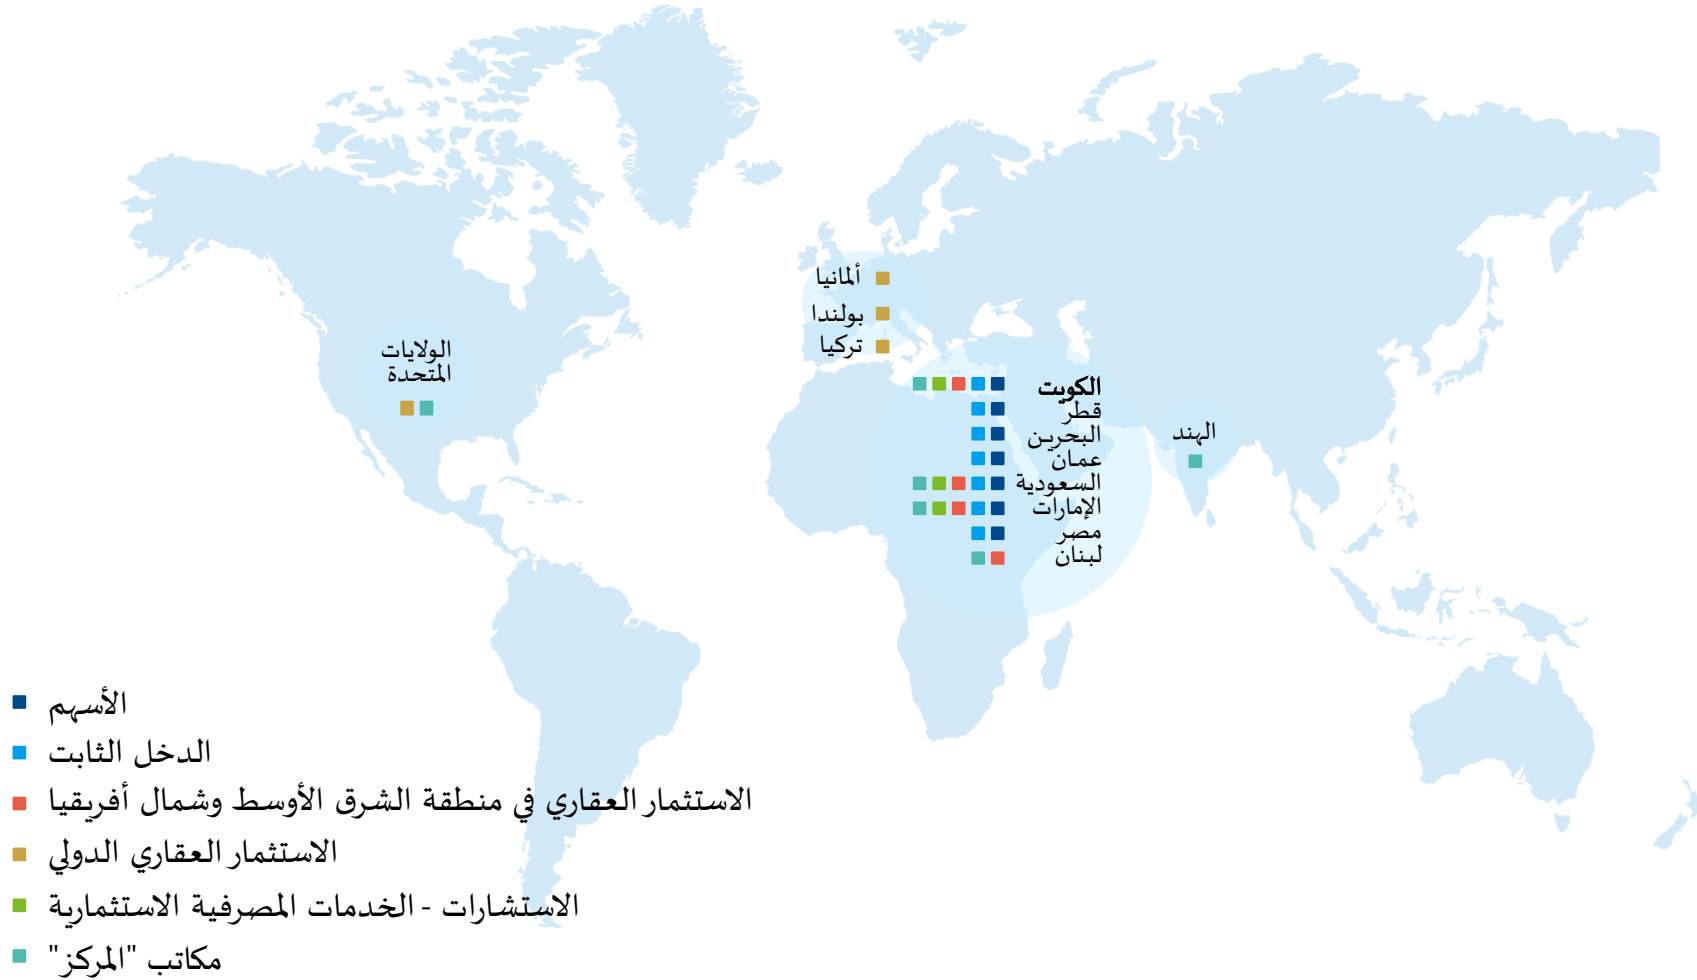 ألمانيا
بولندا
تركيا
الولايات
المتحدة
الكويت
قطر
البحرين
عمان
السعودية
الإمارات
مصر
لبنان
الهند
الأسهم
الدخل الثابت
الاستثمار العقاري في منطقة الشرق الأوسط وشمال أفريقيا
الاستثمار العقاري الدولي
الاستشارات - الخدمات المصرفية الاستثمارية
مكاتب "المركز"